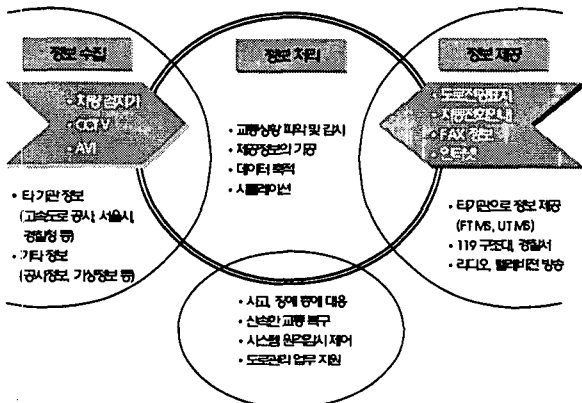 정보 수집
차량 감지기
• CCTV
• AVI
• 타 기관 정보
(고속도로 공사, 서울시,
경찰청 등)
• 기타 정보
(공사정보, 기상정보 등)
정보 처리
• 교통상황 파악 및 감시
• 제공정보의 가공
• 데이터 축적
• 시뮬레이션
정보 제공
• 도로전광표지
• 자동전화안내
• FAX 정보
• 인터넷
• 타기관으로 정보 제공
(FTMS, UTMS)
• 119 구조대, 경찰서
• 라디오, 텔레비전 방송
• 사고, 장애 등에 대응
• 신속한 교통 복구
• 시스템 원격감시 제어
• 도로관리 업무 지원